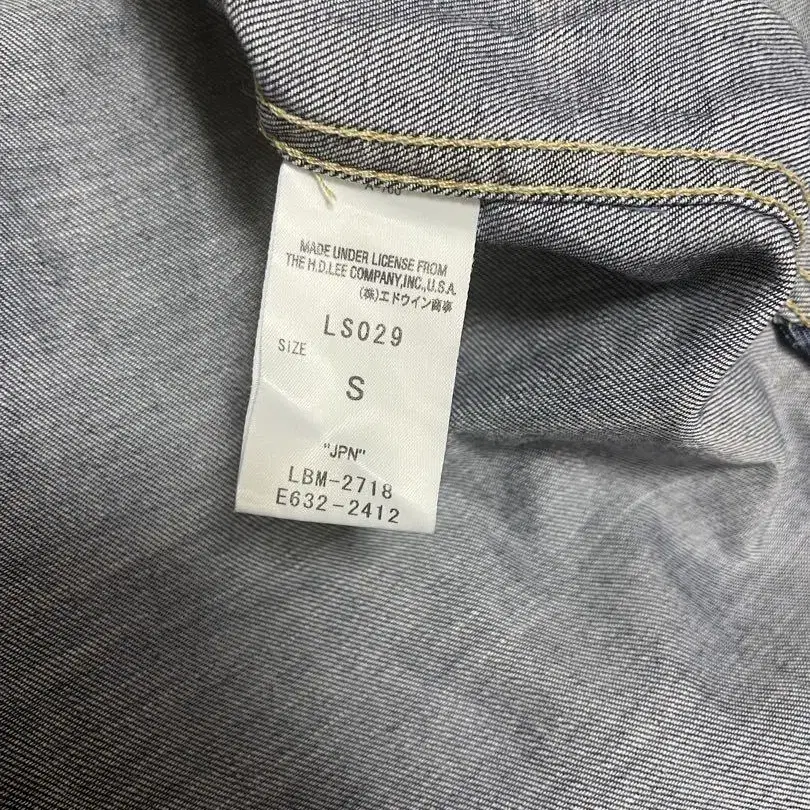 MADE UNDER LICENSE FROM
THE H.D.LEE COMPANY,INC.,U.S.A.
(株)エドウイン商事
LS029
SIZE
S
"JPN"
LBM-2718
E632-2412